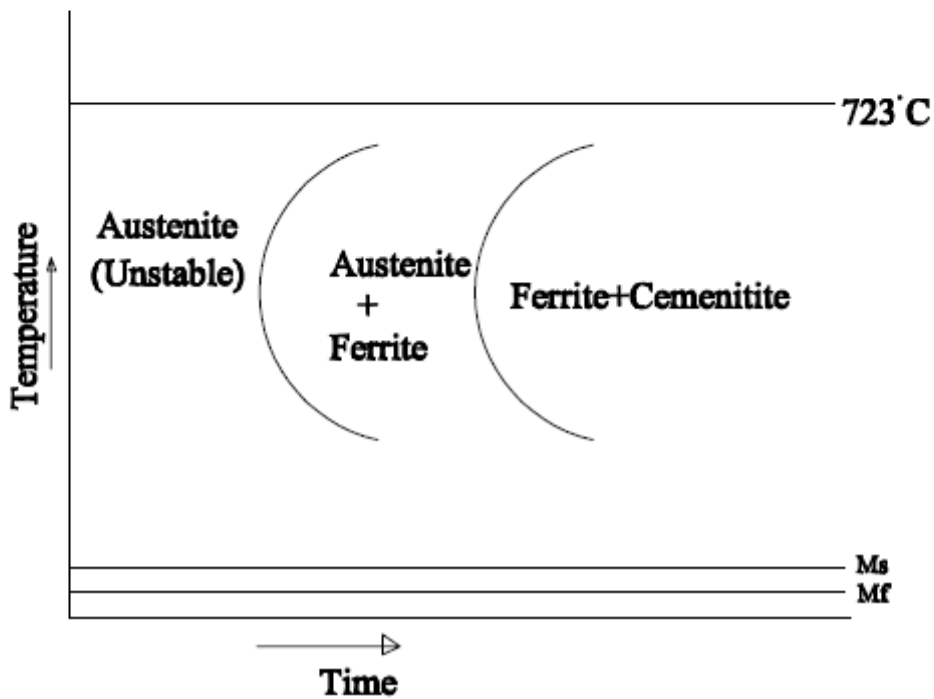 723°C
Austenite
(Unstable)
Austenite
+
Ferrite
Ferrite+Cemenitite
Temperature
Ms
Mf
Time